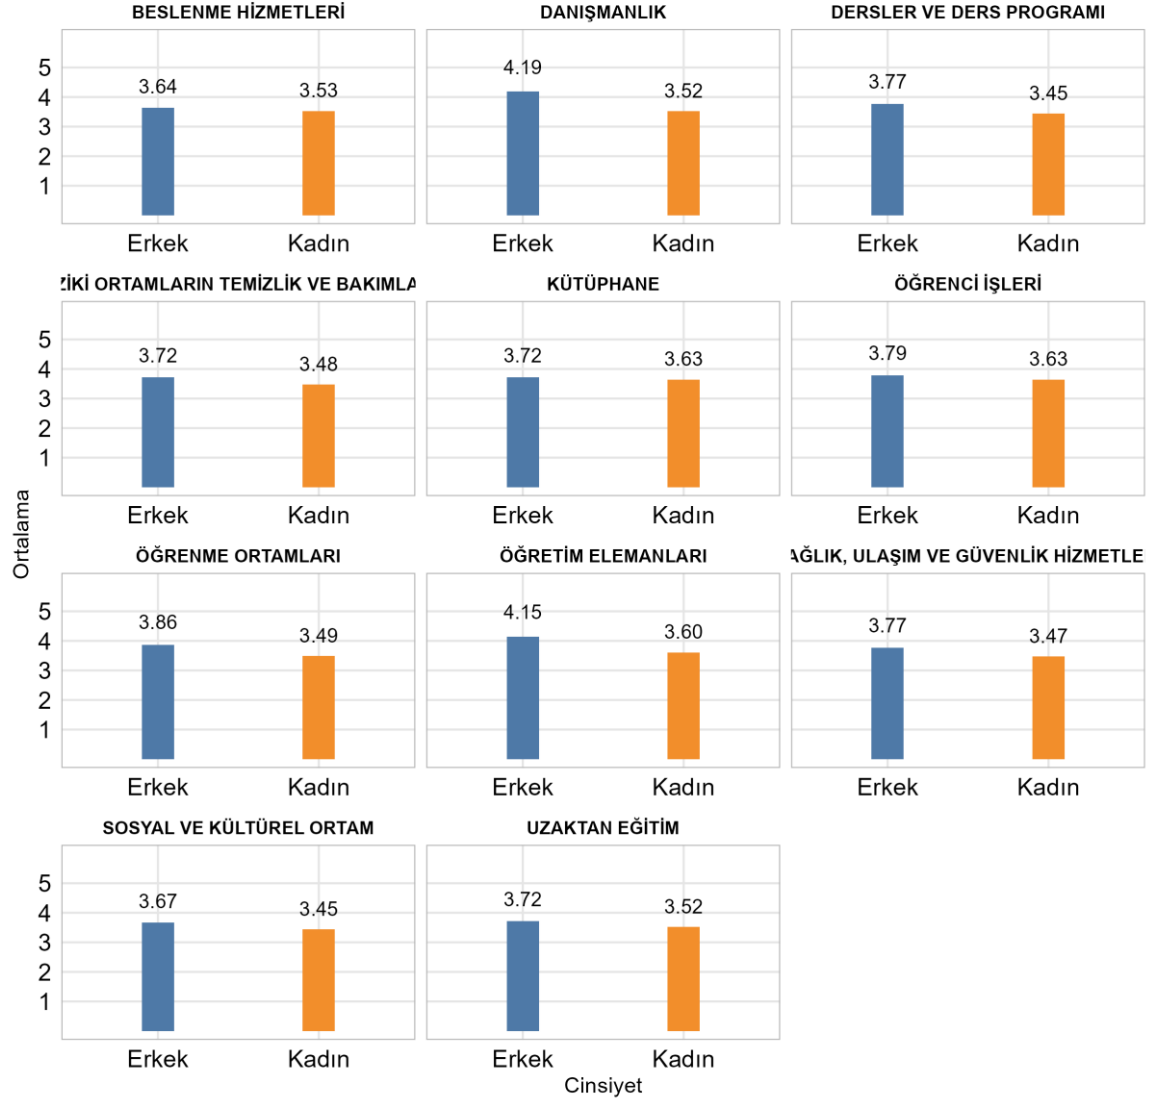 BESLENME HİZMETLERİ
DANIŞMANLIK
DERSLER VE DERS PROGRAMI
5
4
3
2
1
3.64
3.53
4.19
3.52
3.77
3.45
Erkek Kadın
Erkek Kadın
Erkek Kadın
ZİKİ ORTAMLARIN TEMİZLİK VE BAKIMLA
KÜTÜPHANE
ÖĞRENCİ İŞLERİ
5
4
3
2
1
3.72
3.48
3.72
3.63
3.79
3.63
Erkek Kadın
Erkek Kadın
Erkek Kadın
Ortalama
ÖĞRENME ORTAMLARI
ÖĞRETİM ELEMANLARI
AĞLIK, ULAŞIM VE GÜVENLİK HİZMETLE
5
4
3
2
1
3.86
3.49
4.15
3.60
3.77
3.47
Erkek Kadın
Erkek Kadın
Erkek Kadın
SOSYAL VE KÜLTÜREL ORTAM
UZAKTAN EĞİTİM
5
4
3
2
1
3.67
3.45
3.72
3.52
Erkek Kadın
Erkek Kadın
Cinsiyet